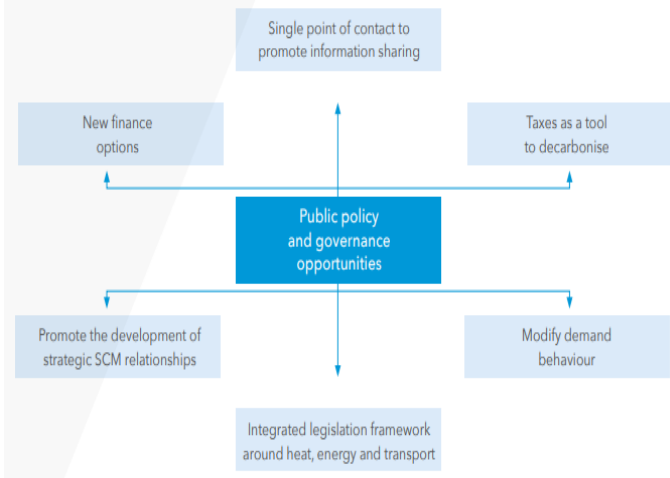 Single point of contact to
promote information sharing
New finance
options
Taxes as a tool
to decarbonise
Public policy
and governance
opportunities
Promote the development of
strategic SCM relationships
Modify demand
behaviour
Integrated legislation framework
around heat, energy and transport